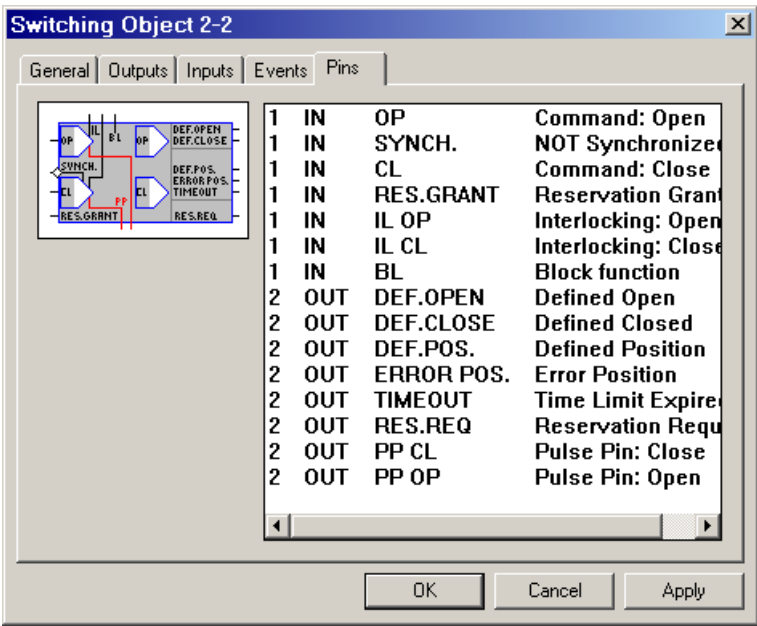 Switching Object 2-2
General Outputs Inputs Events Pins
OP IL BL OP DEF.OPEN
DEF.CLOSE
SYNCH. DEF.POS.
ERROR POS.
CL CL TIMEOUT
PP
RES.GRANT RES.REQ
1 IN OP Command: Open
1 IN SYNCH. NOT Synchronized
1 IN CL Command: Close
1 IN RES.GRANT Reservation Grant
1 IN IL OP Interlocking: Open
1 IN IL CL Interlocking: Close
1 IN BL Block function
2 OUT DEF.OPEN Defined Open
2 OUT DEF.CLOSE Defined Closed
2 OUT DEF.POS. Defined Position
2 OUT ERROR POS. Error Position
2 OUT TIMEOUT Time Limit Expire
2 OUT RES.REQ Reservation Requ
2 OUT PP CL Pulse Pin: Close
2 OUT PP OP Pulse Pin: Open
OK Cancel Apply